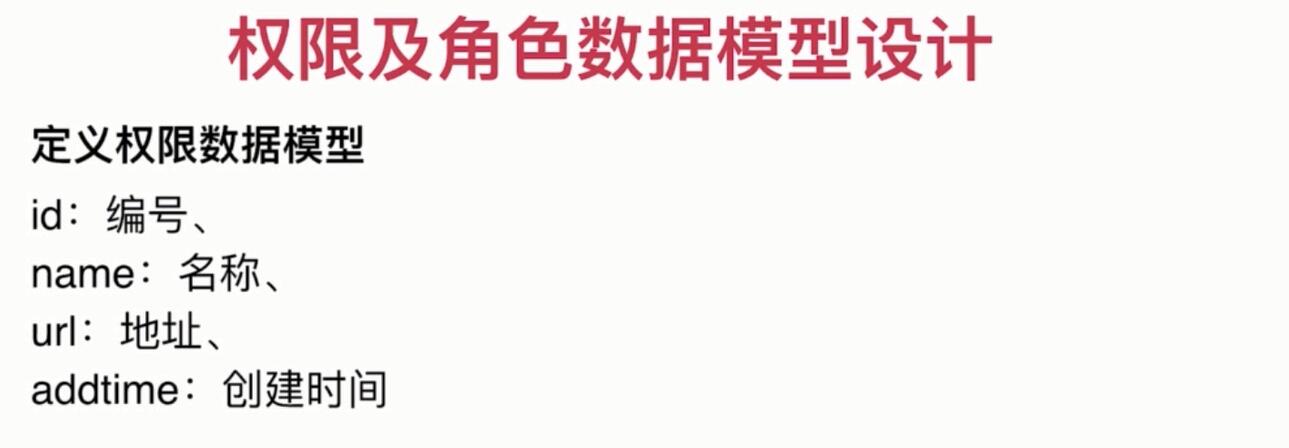 权限及角色数据模型设计
定义权限数据模型
id：编号、
name：名称、
url：地址、
addtime：创建时间